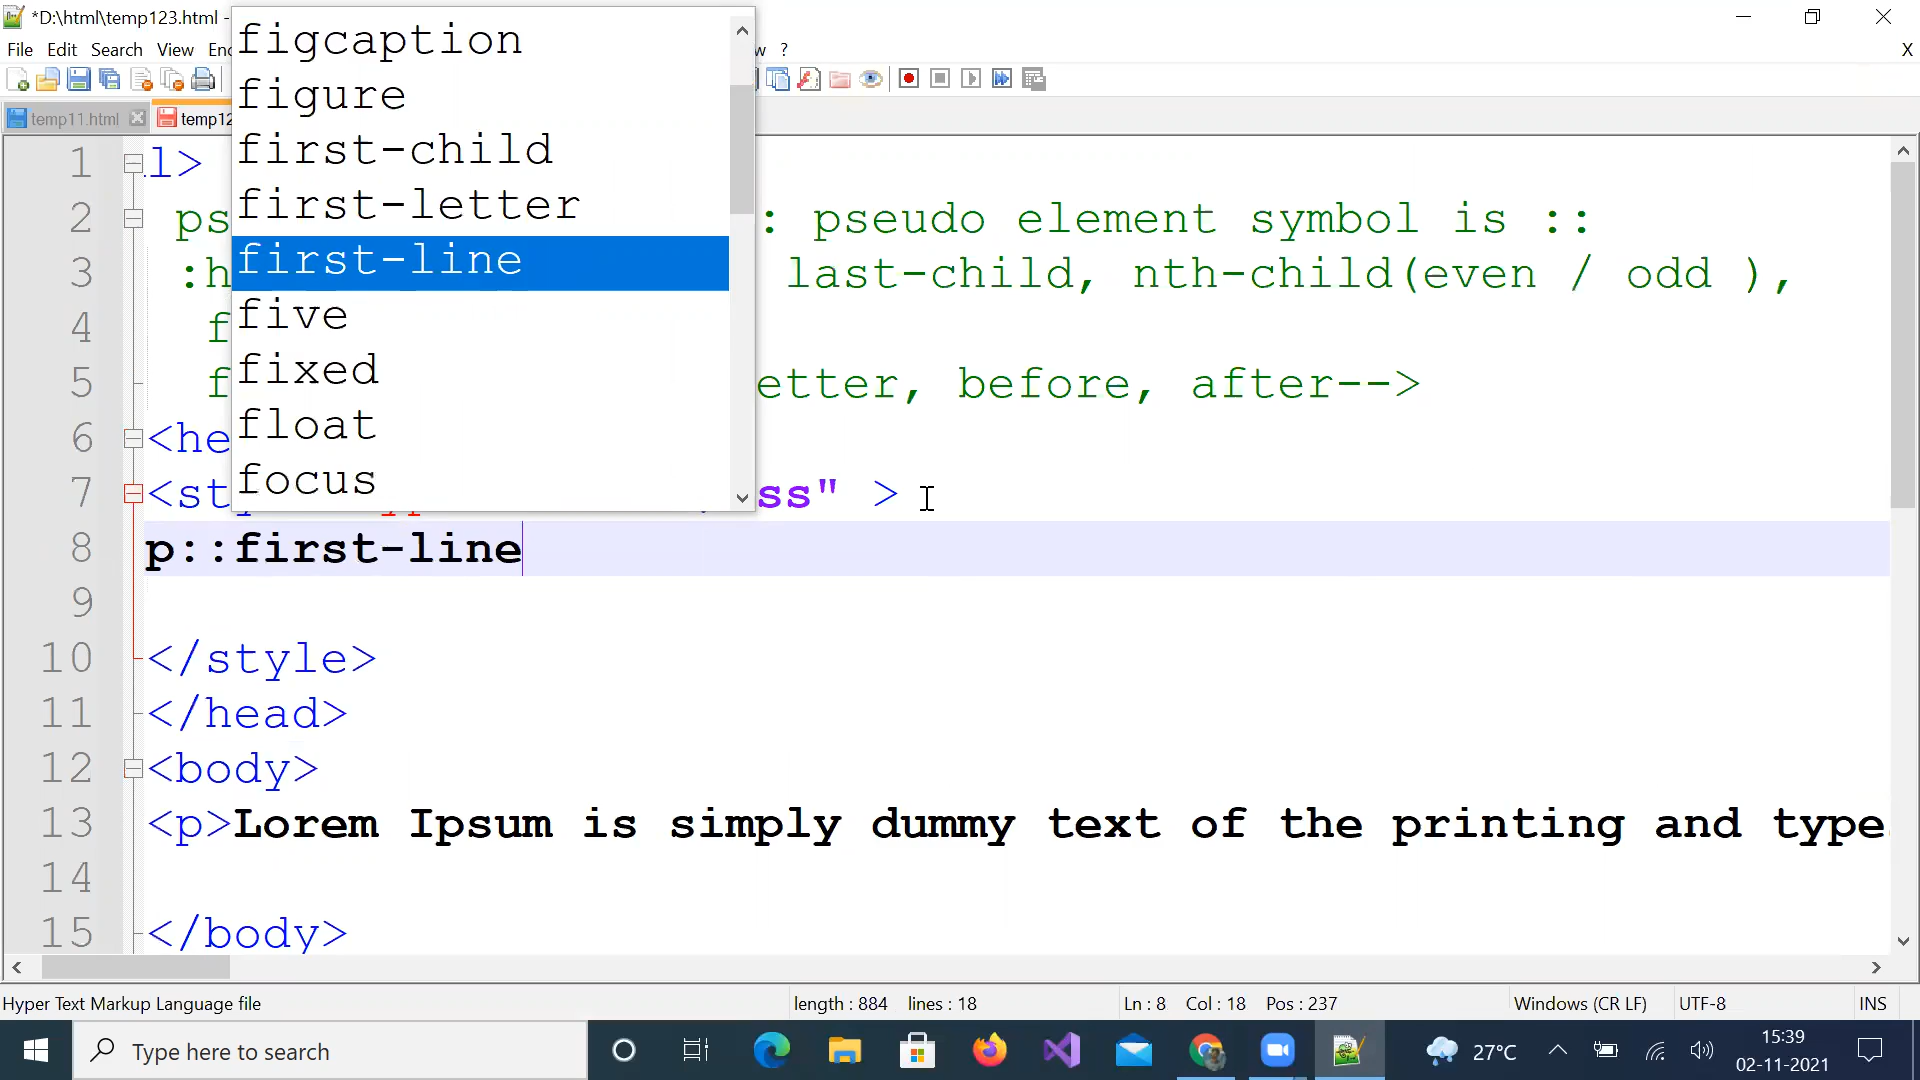 *D:\html\temp123.html -
File Edit Search View Enc w ?
X
temp11.html temp12
figcaption
figure
first-child
first-letter
first-line
five
fixed
float
focus
1 l>
2 ps : pseudo element symbol is ::
3 :h last-child, nth-child(even / odd ),
4 f
5 f etter, before, after-->
6 <he
7 <st ss" >
8 p::first-line
9
10 </style>
11 </head>
12 <body>
13 <p>Lorem Ipsum is simply dummy text of the printing and type
14
15 </body>
Hyper Text Markup Language file length : 884 lines : 18 Ln : 8 Col : 18 Pos : 237 Windows (CR LF) UTF-8 INS
Type here to search 27°C 15:39
02-11-2021